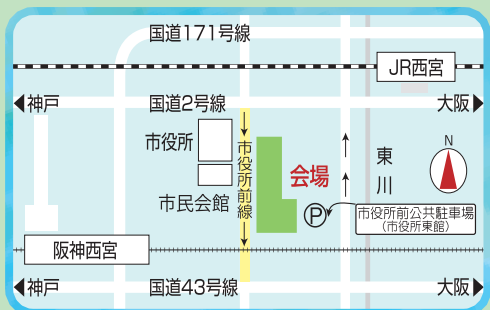 国道171号線
JR西宮
神戸
国道2号線
大阪
市役所
市役所前線
会場
東川
N
市民会館
P
市役所前公共駐車場
(市役所東館)
阪神西宮
神戸
国道43号線
大阪